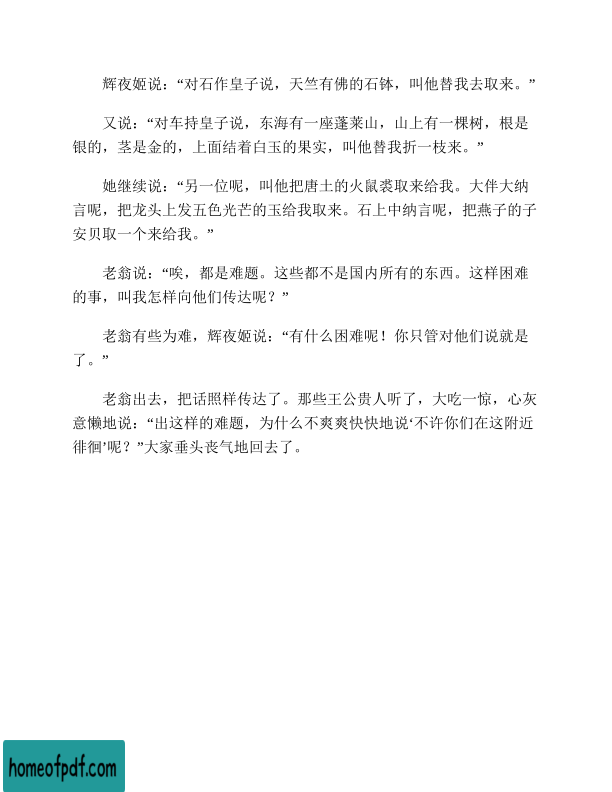 辉夜姬说：“对石作皇子说，天竺有佛的石钵，叫他替我去取来。”
又说：“对车持皇子说，东海有一座蓬莱山，山上有一棵树，根是
银的，茎是金的，上面结着白玉的果实，叫他替我折一枝来。”
她继续说：“另一位呢，叫他把唐土的火鼠裘取来给我。大伴大纳
言呢，把龙头上发五色光芒的玉给我取来。石上中纳言呢，把燕子的子
安贝取一个来给我。”
老翁说：“唉，都是难题。这些都不是国内所有的东西。这样困难
的事，叫我怎样向他们传达呢？”
老翁有些为难，辉夜姬说：“有什么困难呢！你只管对他们说就是
了。”
老翁出去，把话照样传达了。那些王公贵人听了，大吃一惊，心灰
意懒地说：“出这样的难题，为什么不爽爽快快地说‘不许你们在这附近
徘徊’呢？”大家垂头丧气地回去了。
homeofpdf.com